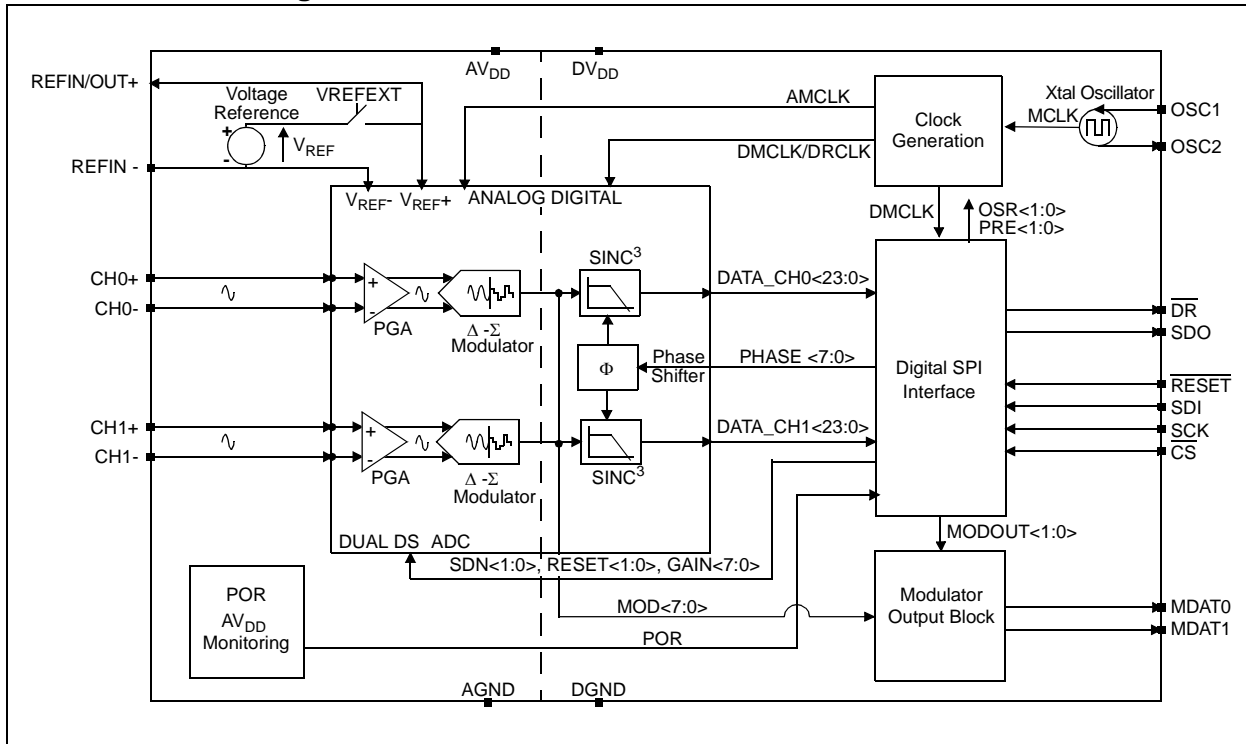 AVDD
DVDD
REFIN/OUT+
Voltage
Reference
VREFEXT
+
-
VREF
REFIN -
AMCLK
DMCLK/DRCLK
Clock
Generation
MCLK
Xtal Oscillator
OSC1
OSC2
VREF- VREF+
ANALOG DIGITAL
DMCLK
OSR<1:0>
PRE<1:0>
CH0+
CH0-
+
-
PGA
Δ -Σ
Modulator
SINC3
DATA_CH0<23:0>
Φ
Phase
Shifter
PHASE <7:0>
Digital SPI
Interface
DR
SDO
RESET
SDI
SCK
CS
CH1+
CH1-
+
-
PGA
Δ -Σ
Modulator
SINC3
DATA_CH1<23:0>
DUAL DS ADC
SDN<1:0>, RESET<1:0>, GAIN<7:0>
MODOUT<1:0>
POR
AVDD
Monitoring
MOD<7:0>
POR
Modulator
Output Block
MDAT0
MDAT1
AGND
DGND